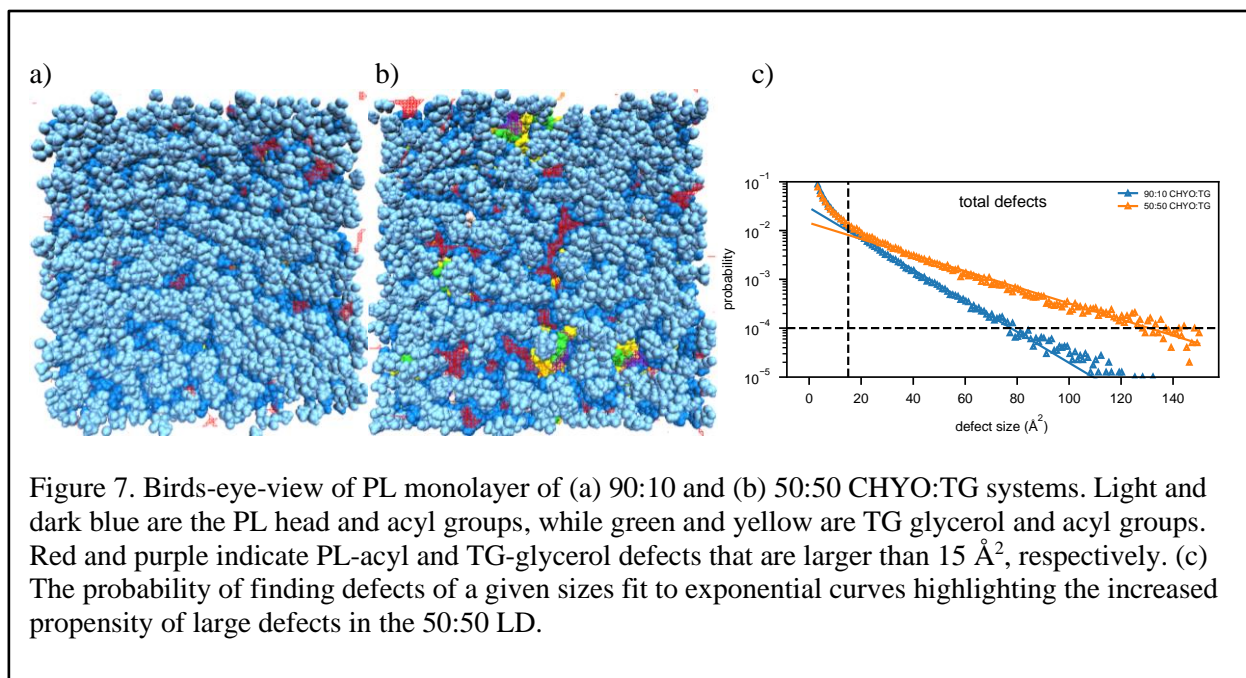 a)
b)
c)
10⁻¹
10⁻²
10⁻³
10⁻⁴
10⁻⁵
probability
total defects
90:10 CHYO:TG
50:50 CHYO:TG
0 20 40 60 80 100 120 140
defect size (Å²)
Figure 7. Birds-eye-view of PL monolayer of (a) 90:10 and (b) 50:50 CHYO:TG systems. Light and
dark blue are the PL head and acyl groups, while green and yellow are TG glycerol and acyl groups.
Red and purple indicate PL-acyl and TG-glycerol defects that are larger than 15 Å², respectively. (c)
The probability of finding defects of a given sizes fit to exponential curves highlighting the increased
propensity of large defects in the 50:50 LD.